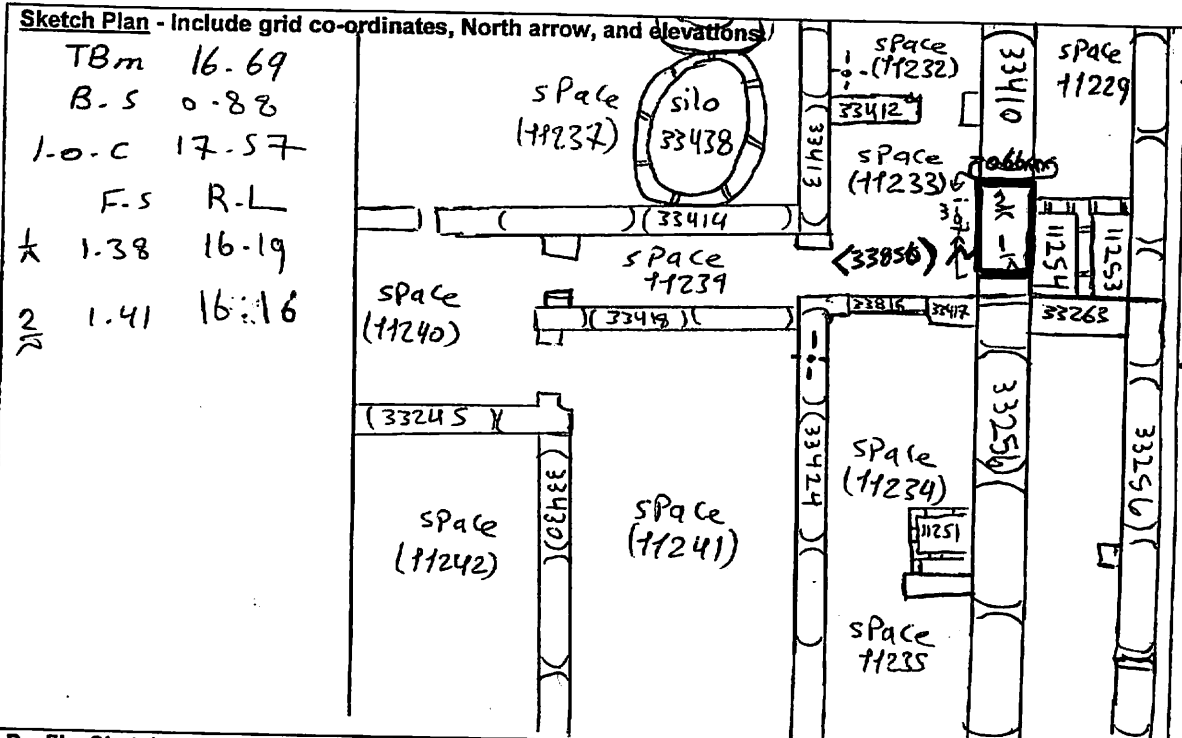 Sketch Plan - Include grid co-ordinates, North arrow, and elevations
TBm 16.69
B.S 0.88
I.O.C 17.57
F.S R.L
1 1.38 16.19
2 1.41 16.16
sPace
(11237)
silo
33438
(33413
sPace
(11232)
33412
33410
sPace
11229
sPace
(11233)
(33856)
11254
11253
)(33414
sPace
11239
sPace
(11240)
)(33418)(
33815
33417
33263
(33245
33430)
sPace
(11242)
sPace
(11241)
)(33424
sPace
(11234)
11251
33256
33256)
sPace
11235